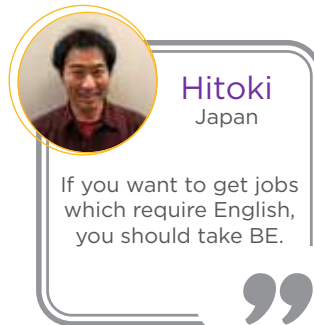 Hitoki
Japan
If you want to get jobs
which require English,
you should take BE.